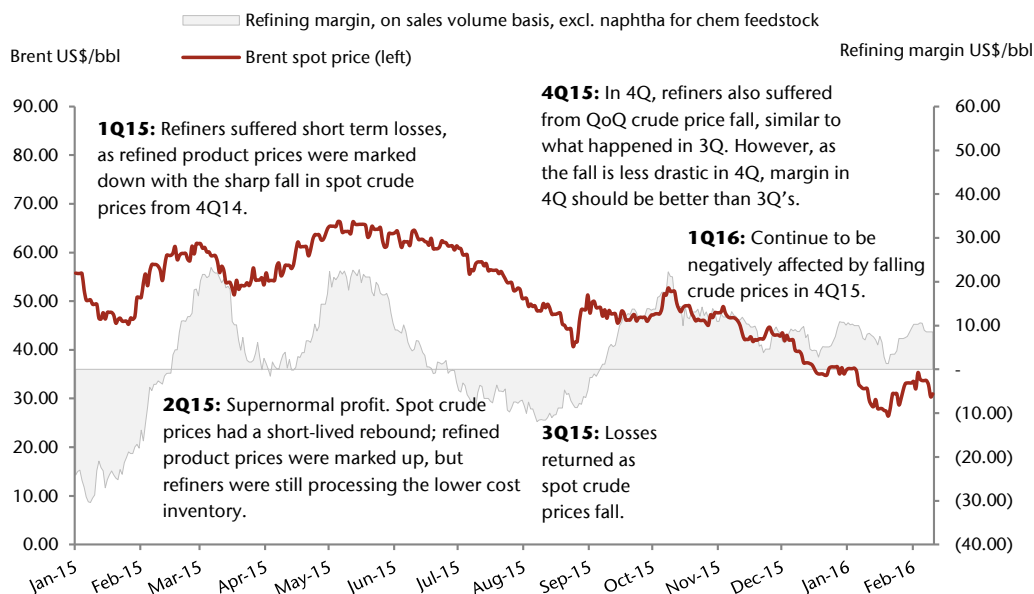 Refining margin, on sales volume basis, excl. naphtha for chem feedstock
Brent US$/bbl
Brent spot price (left)
Refining margin US$/bbl
90.00
80.00
70.00
60.00
50.00
40.00
30.00
20.00
10.00
0.00
1Q15: Refiners suffered short term losses,
as refined product prices were marked
down with the sharp fall in spot crude
prices from 4Q14.
4Q15: In 4Q, refiners also suffered
from QoQ crude price fall, similar to
what happened in 3Q. However, as
the fall is less drastic in 4Q, margin in
4Q should be better than 3Q's.
1Q16: Continue to be
negatively affected by falling
crude prices in 4Q15.
2Q15: Supernormal profit. Spot crude
prices had a short-lived rebound; refined
product prices were marked up, but
refiners were still processing the lower cost
inventory.
3Q15: Losses
returned as
spot crude
prices fall.
60.00
50.00
40.00
30.00
20.00
10.00
-
(10.00)
(20.00)
(30.00)
(40.00)
Jan-15
Feb-15
Mar-15
Apr-15
May-15
Jun-15
Jul-15
Aug-15
Sep-15
Oct-15
Nov-15
Dec-15
Jan-16
Feb-16